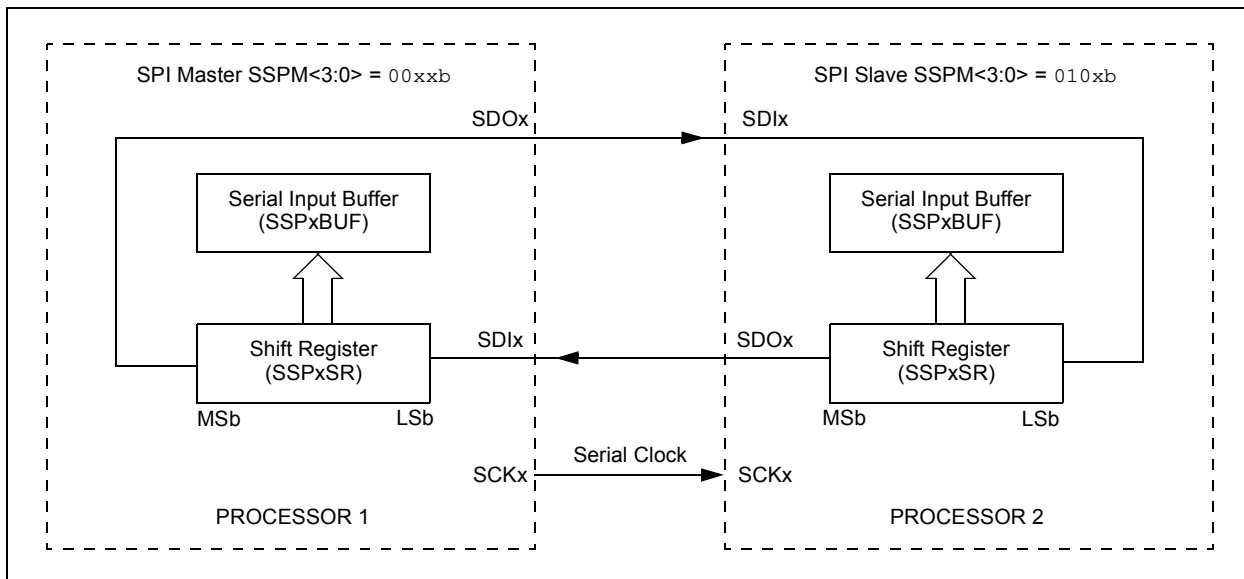 SPI Master SSPM<3:0> = 00xxb
SPI Slave SSPM<3:0> = 010xb
SDOx
SDIx
Serial Input Buffer
(SSPxBUF)
Serial Input Buffer
(SSPxBUF)
Shift Register
(SSPxSR)
SDIx
SDOx
Shift Register
(SSPxSR)
MSb
LSb
MSb
LSb
Serial Clock
SCKx
SCKx
PROCESSOR 1
PROCESSOR 2